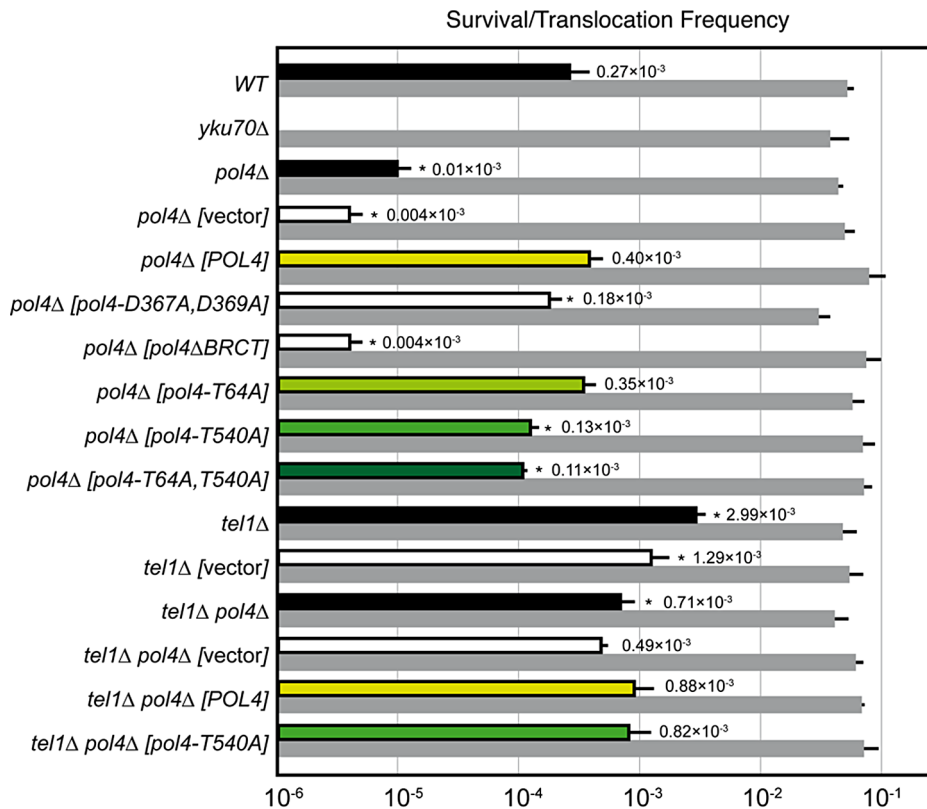 Survival/Translocation Frequency
WT 0.27×10⁻³
yku70Δ
pol4Δ * 0.01×10⁻³
pol4Δ [vector] * 0.004×10⁻³
pol4Δ [POL4] 0.40×10⁻³
pol4Δ [pol4-D367A,D369A] * 0.18×10⁻³
pol4Δ [pol4ΔBRCT] * 0.004×10⁻³
pol4Δ [pol4-T64A] 0.35×10⁻³
pol4Δ [pol4-T540A] * 0.13×10⁻³
pol4Δ [pol4-T64A,T540A] * 0.11×10⁻³
tel1Δ * 2.99×10⁻³
tel1Δ [vector] * 1.29×10⁻³
tel1Δ pol4Δ * 0.71×10⁻³
tel1Δ pol4Δ [vector] 0.49×10⁻³
tel1Δ pol4Δ [POL4] 0.88×10⁻³
tel1Δ pol4Δ [pol4-T540A] 0.82×10⁻³
10⁻⁶ 10⁻⁵ 10⁻⁴ 10⁻³ 10⁻² 10⁻¹